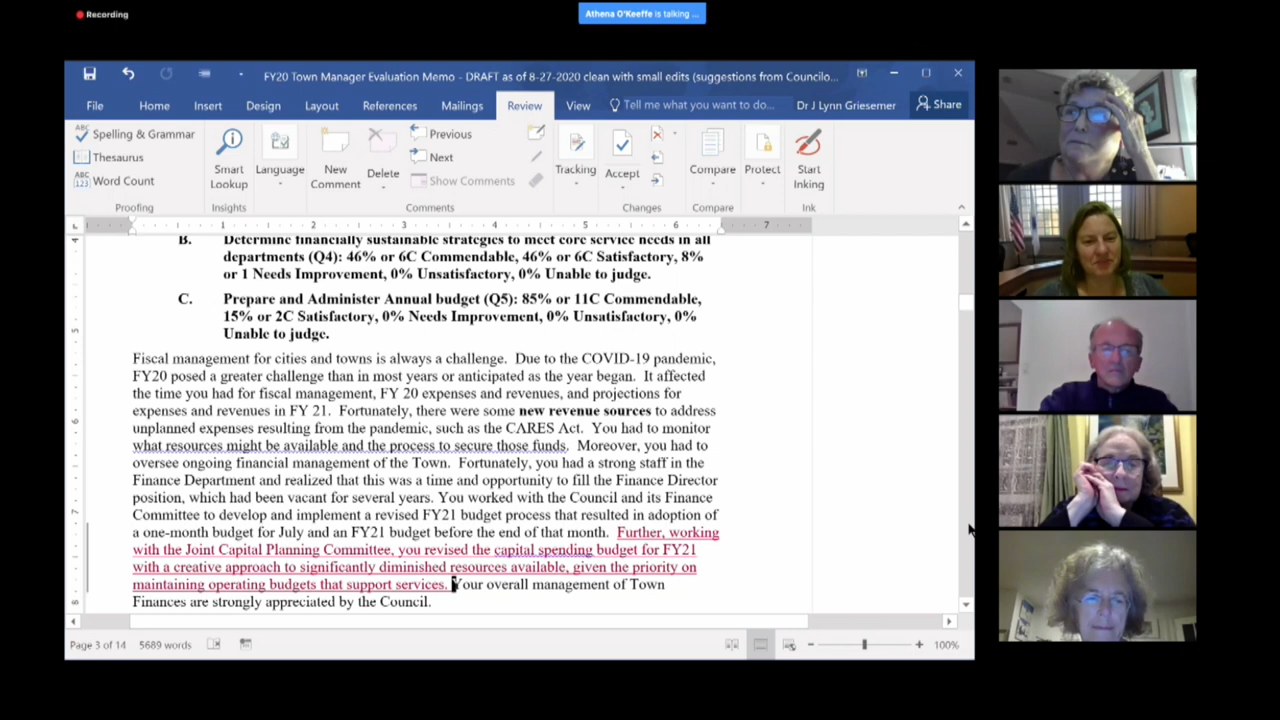 Recording
Athena O'Keeffe is talking ...
FY20 Town Manager Evaluation Memo - DRAFT as of 8-27-2020 clean with small edits (suggestions from Councilo...
File Home Insert Design Layout References Mailings Review View Tell me what you want to do... Dr J Lynn Griesemer Share
ABC Spelling & Grammar
Thesaurus
ABC 123 Word Count
Proofing
Smart Lookup
Insights
Language
New Comment
Delete
Previous
Next
Show Comments
Comments
Tracking
Accept
Changes
Compare
Compare
Protect
Start Inking
Ink
1 2 3 4 5 6 7
B. Determine financially sustainable strategies to meet core service needs in all
departments (Q4): 46% or 6C Commendable, 46% or 6C Satisfactory, 8%
or 1 Needs Improvement, 0% Unsatisfactory, 0% Unable to judge.
C. Prepare and Administer Annual budget (Q5): 85% or 11C Commendable,
15% or 2C Satisfactory, 0% Needs Improvement, 0% Unsatisfactory, 0%
Unable to judge.
Fiscal management for cities and towns is always a challenge. Due to the COVID-19 pandemic,
FY20 posed a greater challenge than in most years or anticipated as the year began. It affected
the time you had for fiscal management, FY 20 expenses and revenues, and projections for
expenses and revenues in FY 21. Fortunately, there were some new revenue sources to address
unplanned expenses resulting from the pandemic, such as the CARES Act. You had to monitor
what resources might be available and the process to secure those funds. Moreover, you had to
oversee ongoing financial management of the Town. Fortunately, you had a strong staff in the
Finance Department and realized that this was a time and opportunity to fill the Finance Director
position, which had been vacant for several years. You worked with the Council and its Finance
Committee to develop and implement a revised FY21 budget process that resulted in adoption of
a one-month budget for July and an FY21 budget before the end of that month. Further, working
with the Joint Capital Planning Committee, you revised the capital spending budget for FY21
with a creative approach to significantly diminished resources available, given the priority on
maintaining operating budgets that support services. Your overall management of Town
Finances are strongly appreciated by the Council.
Page 3 of 14 5689 words 100%